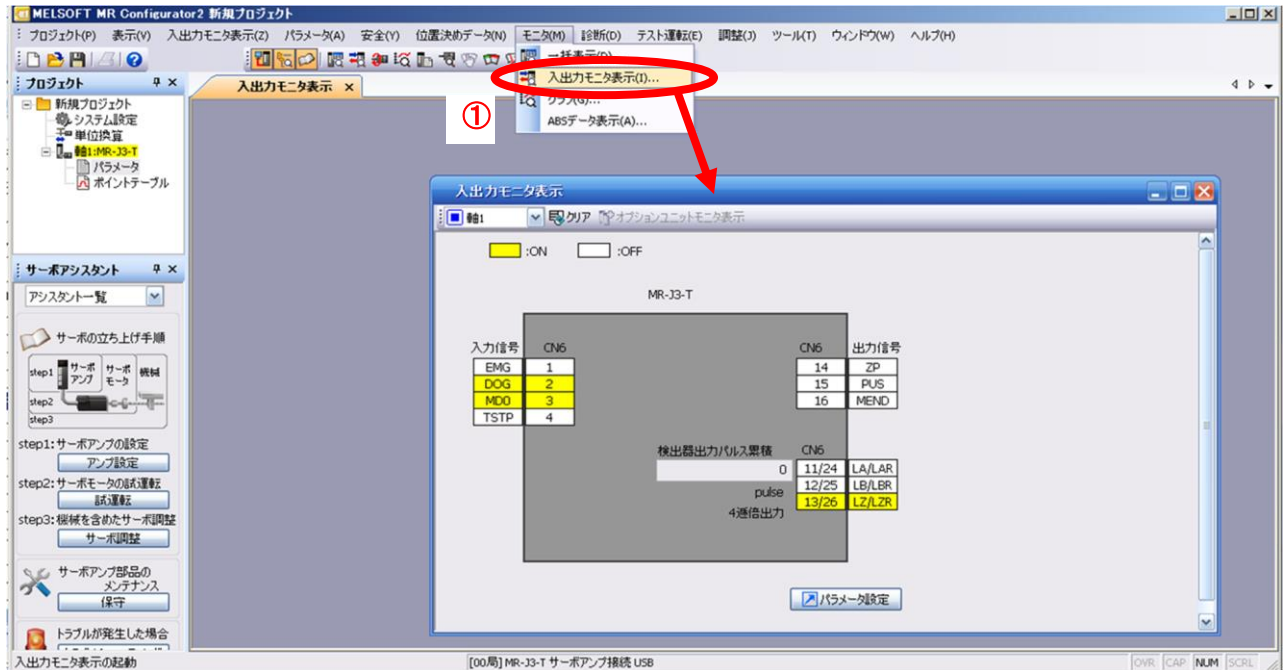 MELSOFT MR Configurator2 新規プロジェクト
プロジェクト(P) 表示(V) 入出力モニタ表示(Z) パラメータ(A) 安全(Y) 位置決めデータ(N) モニタ(M) 診断(D) テスト運転(E) 調整(J) ツール(T) ウィンドウ(W) ヘルプ(H)
一括表示(D)...
入出力モニタ表示(I)...
グラフ(G)...
ABSデータ表示(A)...
①
プロジェクト
新規プロジェクト
システム設定
単位換算
軸1:MR-J3-T
パラメータ
ポイントテーブル
入出力モニタ表示
サーボアシスタント
アシスタント一覧
サーボの立ち上げ手順
step1 サーボアンプ サーボモータ 機械
step2
step3
step1:サーボアンプの設定
アンプ設定
step2:サーボモータの試運転
試運転
step3:機械を含めたサーボ調整
サーボ調整
サーボアンプ部品の
メンテナンス
保守
トラブルが発生した場合
入出力モニタ表示
軸1 クリア オプションユニットモニタ表示
:ON :OFF
MR-J3-T
入力信号 CN6 CN6 出力信号
EMG 1 14 ZP
DOG 2 15 PUS
MD0 3 16 MEND
TSTP 4
検出器出力パルス累積 CN6
0 11/24 LA/LAR
pulse 12/25 LB/LBR
4逓倍出力 13/26 LZ/LZR
パラメータ設定
入出力モニタ表示の起動 [00局] MR-J3-T サーボアンプ接続 USB OVR CAP NUM SCRL